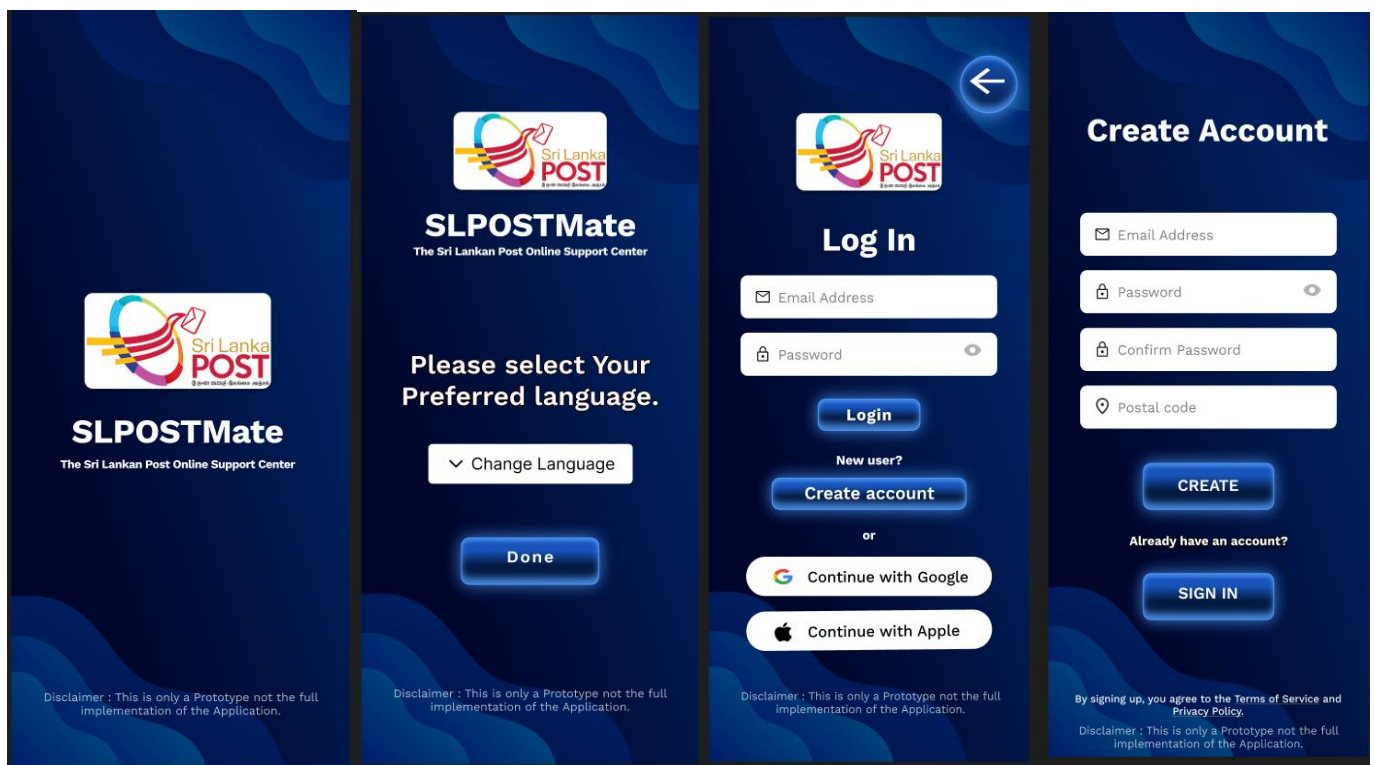 Sri Lanka
POST
SLPOSTMate
The Sri Lankan Post Online Support Center
Disclaimer : This is only a Prototype not the full
implementation of the Application.
Sri Lanka
POST
SLPOSTMate
The Sri Lankan Post Online Support Center
Please select Your
Preferred language.
Change Language
Done
Disclaimer : This is only a Prototype not the full
implementation of the Application.
Sri Lanka
POST
Log In
Email Address
Password
Login
New user?
Create account
or
Continue with Google
Continue with Apple
Disclaimer : This is only a Prototype not the full
implementation of the Application.
Create Account
Email Address
Password
Confirm Password
Postal code
CREATE
Already have an account?
SIGN IN
By signing up, you agree to the Terms of Service and
Privacy Policy.
Disclaimer : This is only a Prototype not the full
implementation of the Application.